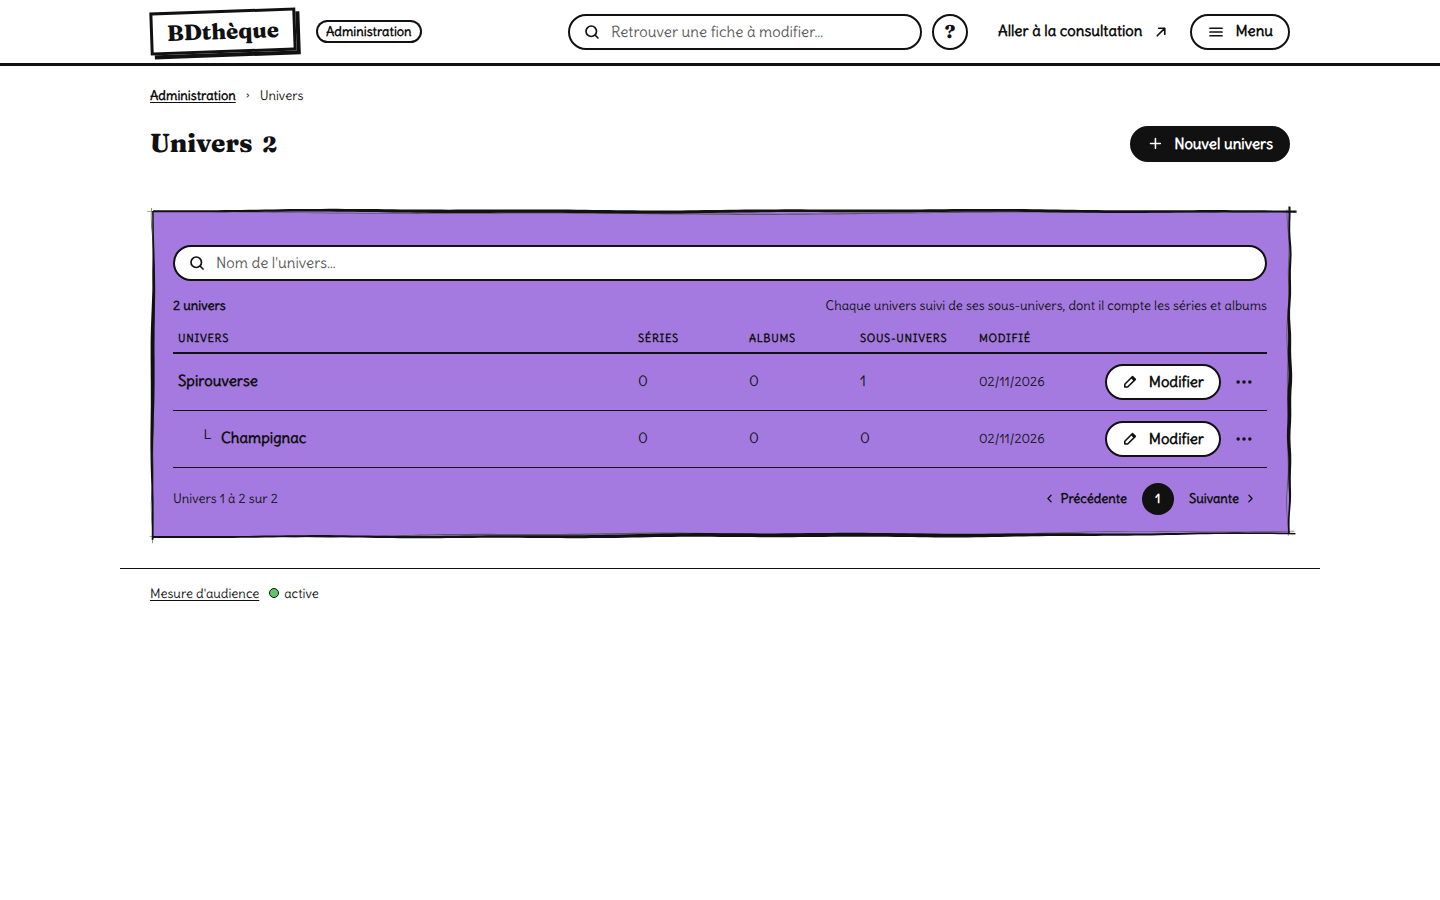 BDthèque
Administration
Retrouver une fiche à modifier...
?
Aller à la consultation
Menu
Administration › Univers
Univers 2
Nouvel univers
Nom de l'univers...
2 univers
Chaque univers suivi de ses sous-univers, dont il compte les séries et albums
UNIVERS SÉRIES ALBUMS SOUS-UNIVERS MODIFIÉ
Spirouverse 0 0 1 02/11/2026 Modifier
└ Champignac 0 0 0 02/11/2026 Modifier
Univers 1 à 2 sur 2
Précédente 1 Suivante
Mesure d'audience active